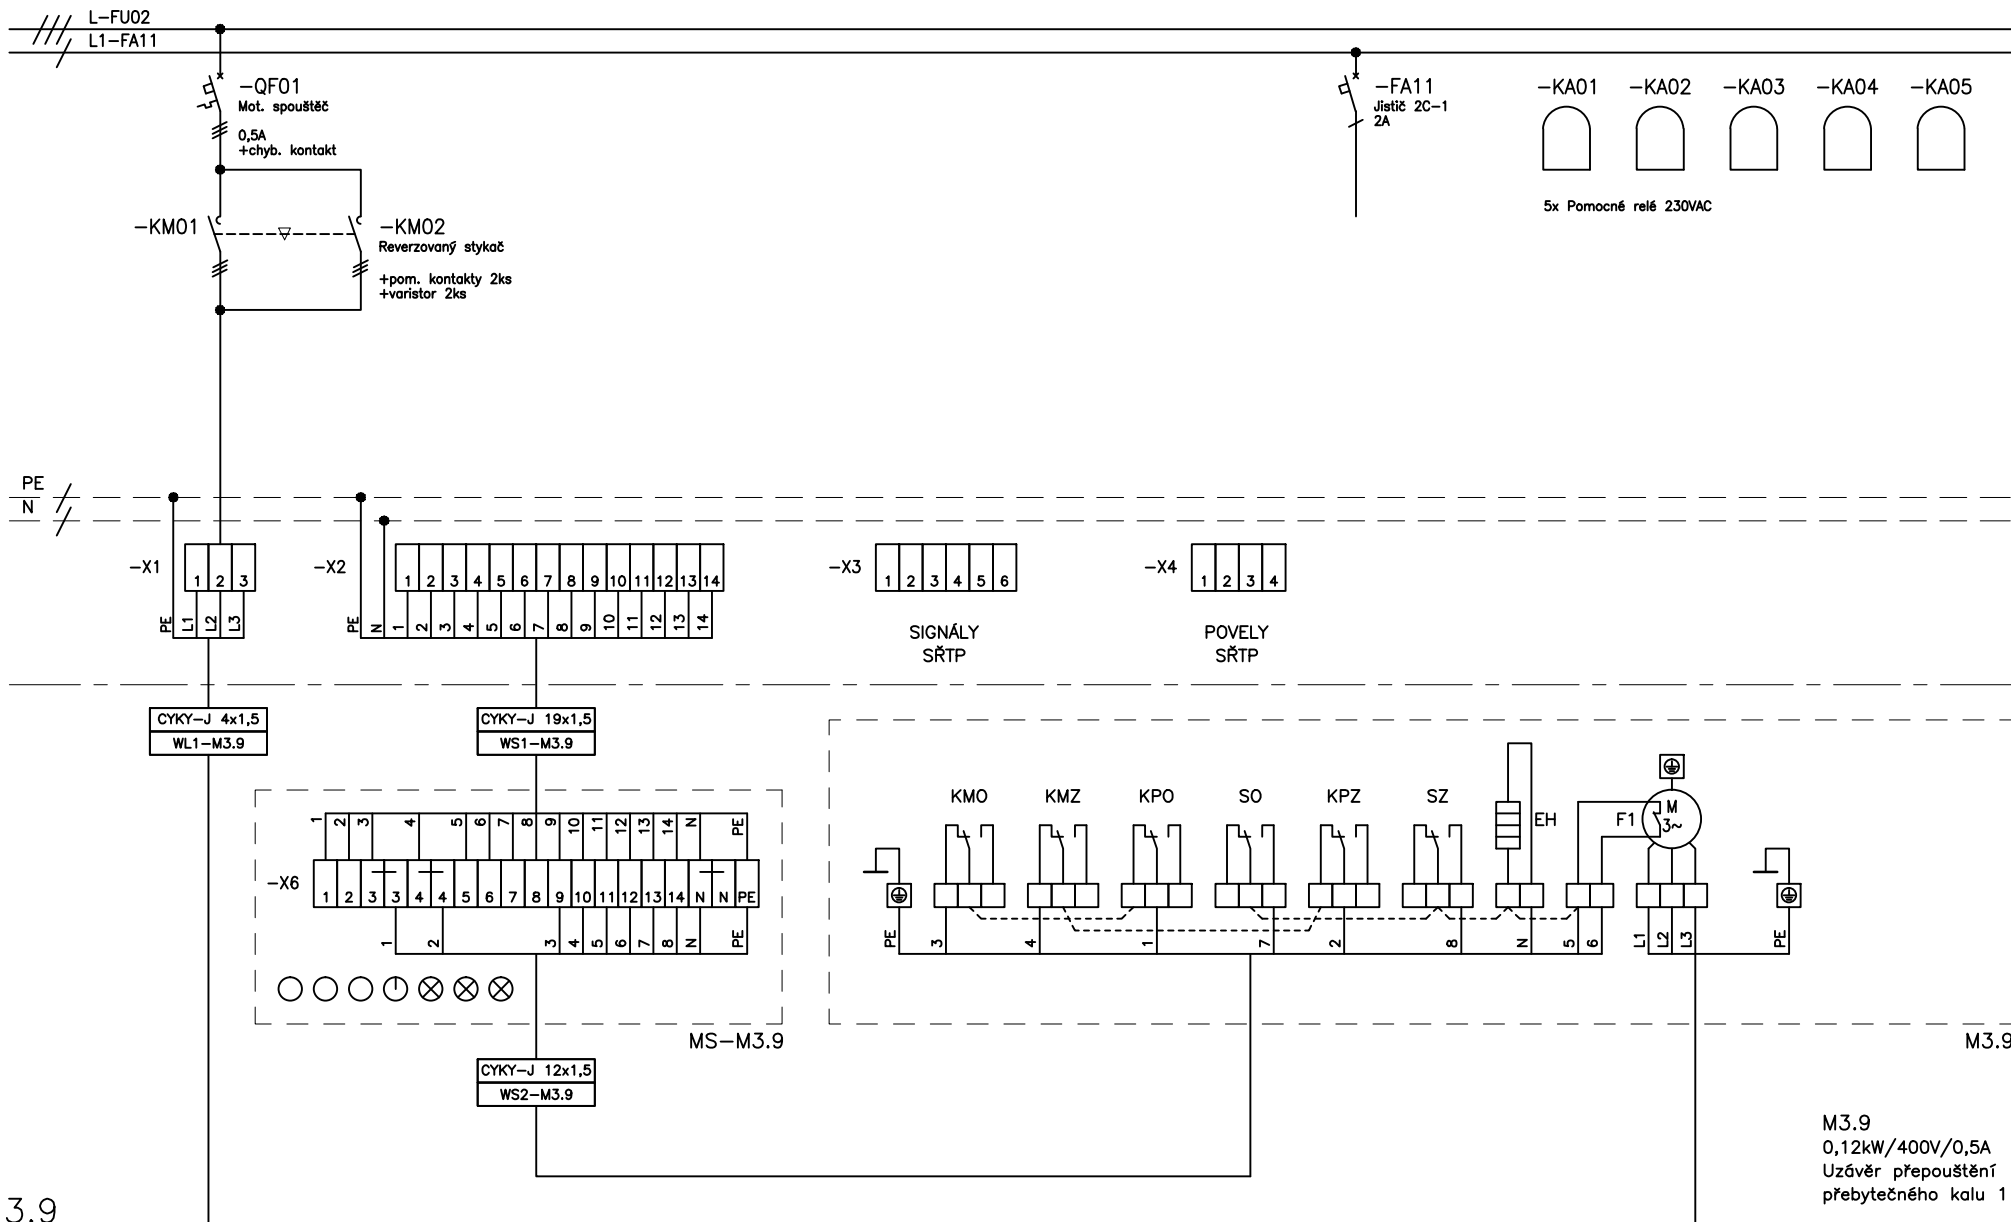 L-FU02
L1-FA11
-QF01
Mot. spouštěč
0,5A
+chyb. kontakt
-FA11
Jistič 2C-1
2A
-KA01 -KA02 -KA03 -KA04 -KA05
5x Pomocné relé 230VAC
-KM01
-KM02
Reverzovaný stykač
+pom. kontakty 2ks
+varistor 2ks
PE
N
-X1
1 2 3
PE L1 L2 L3
-X2
1 2 3 4 5 6 7 8 9 10 11 12 13 14
PE N 1 2 3 4 5 6 7 8 9 10 11 12 13 14
-X3
1 2 3 4 5 6
SIGNÁLY
SŘTP
-X4
1 2 3 4
POVELY
SŘTP
CYKY-J 4x1,5
WL1-M3.9
CYKY-J 19x1,5
WS1-M3.9
1 2 3 4 5 6 7 8 9 10 11 12 13 14 N PE
-X6
1 2 3 3 4 4 5 6 7 8 9 10 11 12 13 14 N N PE
1 2 3 4 5 6 7 8 N PE
MS-M3.9
CYKY-J 12x1,5
WS2-M3.9
KMO KMZ KPO SO KPZ SZ
EH
F1
M
3~
PE 3 4 1 7 2 8 N 5 6 L1 L2 L3 PE
M3.9
M3.9
0,12kW/400V/0,5A
Uzávěr přepouštění
přebytečného kalu 1
3.9